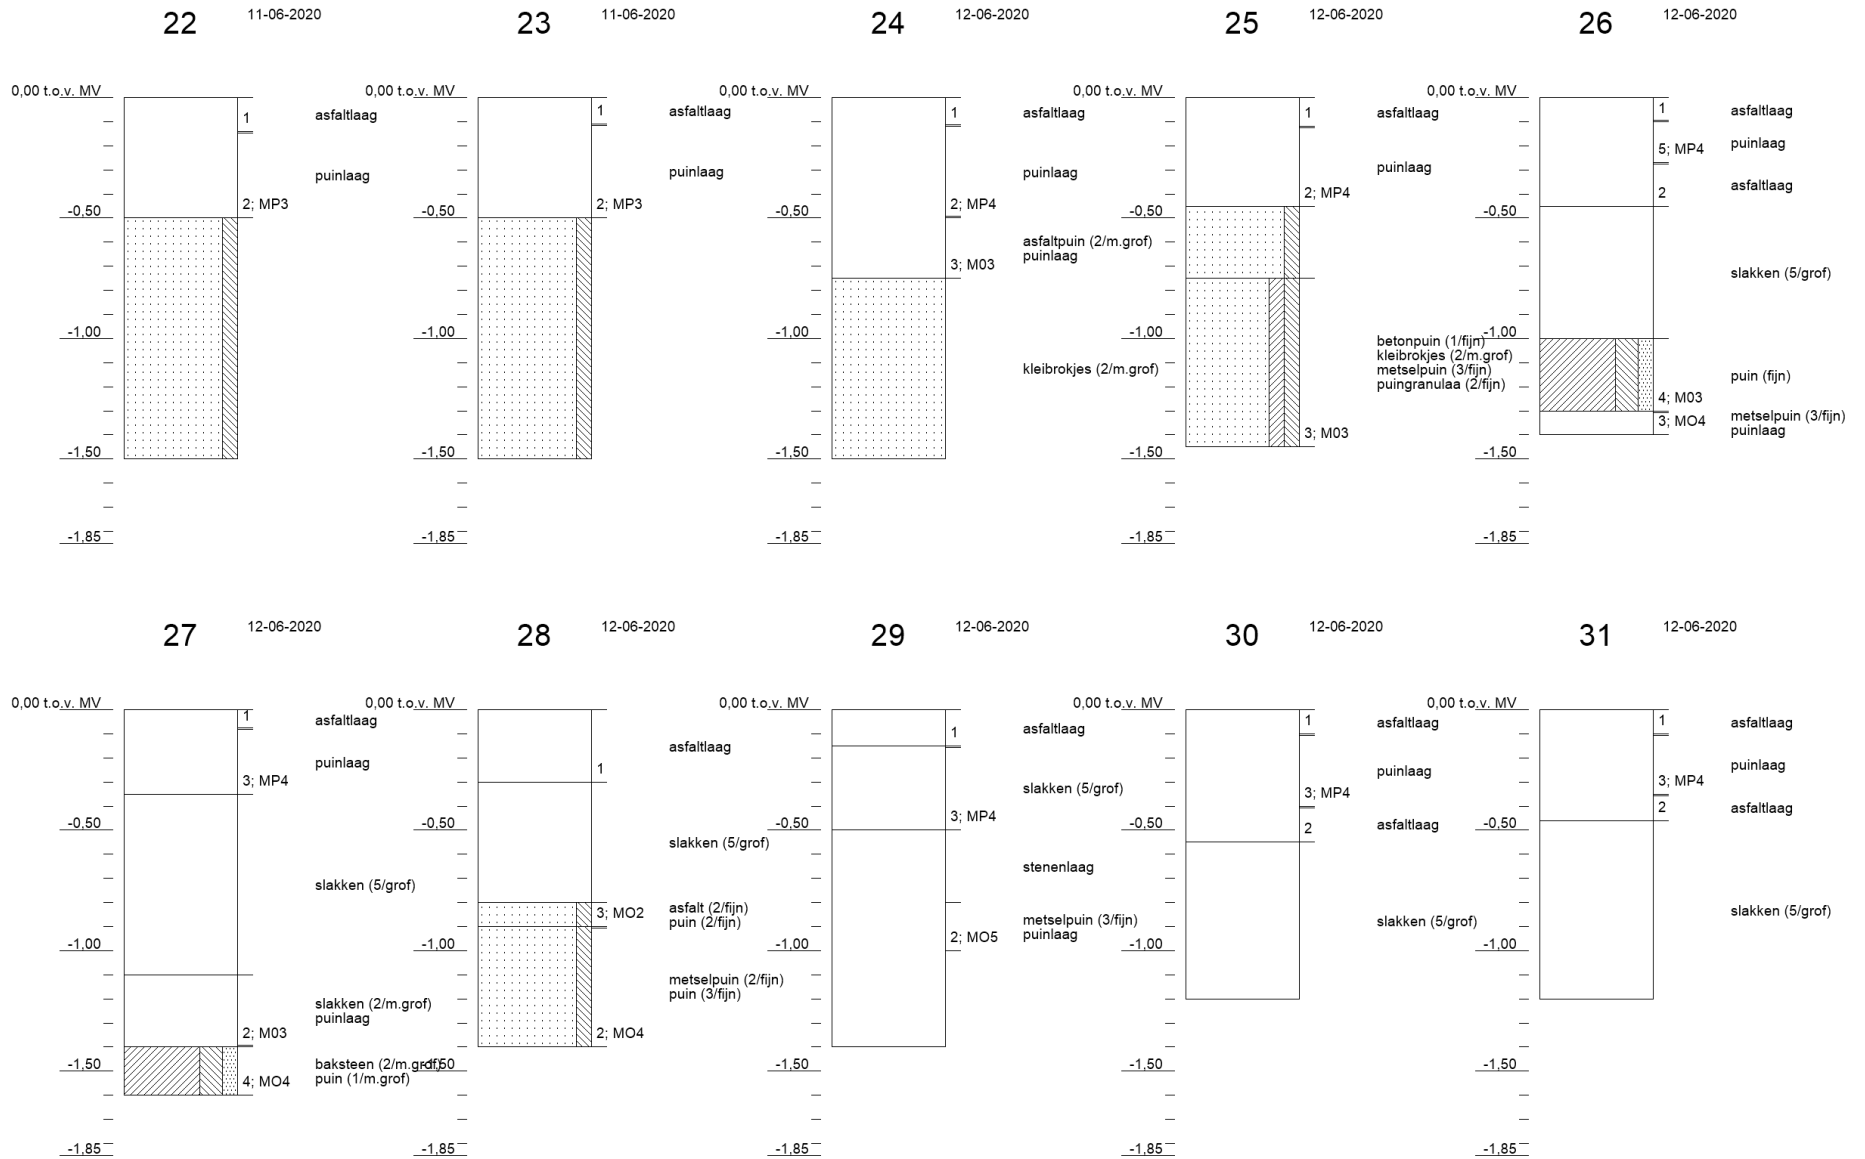 22 11-06-2020
0,00 t.o.v. MV
1
asfaltlaag
puinlaag
2; MP3
-0,50
-1,00
-1,50
-1,85
23 11-06-2020
0,00 t.o.v. MV
1
asfaltlaag
puinlaag
2; MP3
-0,50
-1,00
-1,50
-1,85
24 12-06-2020
0,00 t.o.v. MV
1
asfaltlaag
puinlaag
2; MP4
-0,50
asfaltpuin (2/m.grof)
puinlaag
3; M03
-1,00
kleibrokjes (2/m.grof)
-1,50
-1,85
25 12-06-2020
0,00 t.o.v. MV
1
asfaltlaag
puinlaag
2; MP4
-0,50
-1,00
betonpuin (1/fijn)
kleibrokjes (2/m.grof)
metselpuin (3/fijn)
puingranulaa (2/fijn)
3; M03
-1,50
-1,85
26 12-06-2020
0,00 t.o.v. MV
1
asfaltlaag
5; MP4
puinlaag
2
asfaltlaag
-0,50
slakken (5/grof)
-1,00
puin (fijn)
4; M03
metselpuin (3/fijn)
3; MO4
puinlaag
-1,50
-1,85
27 12-06-2020
0,00 t.o.v. MV
1
asfaltlaag
puinlaag
3; MP4
-0,50
slakken (5/grof)
-1,00
slakken (2/m.grof)
puinlaag
2; M03
-1,50
baksteen (2/m.grof)
puin (1/m.grof)
4; MO4
-1,85
28 12-06-2020
0,00 t.o.v. MV
asfaltlaag
1
-0,50
slakken (5/grof)
3; MO2
asfalt (2/fijn)
puin (2/fijn)
-1,00
metselpuin (2/fijn)
puin (3/fijn)
2; MO4
-1,50
-1,85
29 12-06-2020
0,00 t.o.v. MV
1
asfaltlaag
slakken (5/grof)
3; MP4
-0,50
stenenlaag
metselpuin (3/fijn)
puinlaag
2; MO5
-1,00
-1,50
-1,85
30 12-06-2020
0,00 t.o.v. MV
1
asfaltlaag
puinlaag
3; MP4
-0,50
2
asfaltlaag
slakken (5/grof)
-1,00
-1,50
-1,85
31 12-06-2020
0,00 t.o.v. MV
1
asfaltlaag
puinlaag
3; MP4
2
asfaltlaag
-0,50
slakken (5/grof)
-1,00
-1,50
-1,85